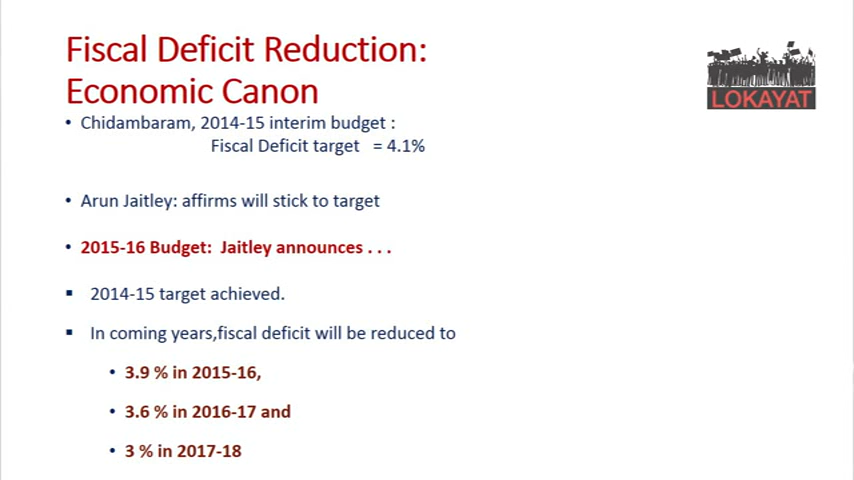 Fiscal Deficit Reduction:
Economic Canon
LOKAYAT
• Chidambaram, 2014-15 interim budget :
Fiscal Deficit target = 4.1%
• Arun Jaitley: affirms will stick to target
• 2015-16 Budget: Jaitley announces . . .
▪ 2014-15 target achieved.
▪ In coming years,fiscal deficit will be reduced to
• 3.9 % in 2015-16,
• 3.6 % in 2016-17 and
• 3 % in 2017-18